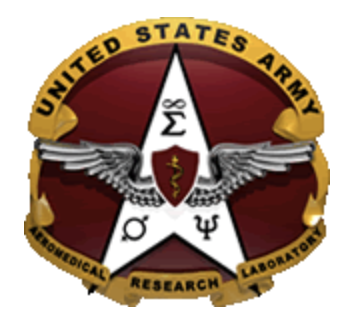 UNITED STATES ARMY
∞
Σ
♂ Ψ
AEROMEDICAL RESEARCH LABORATORY